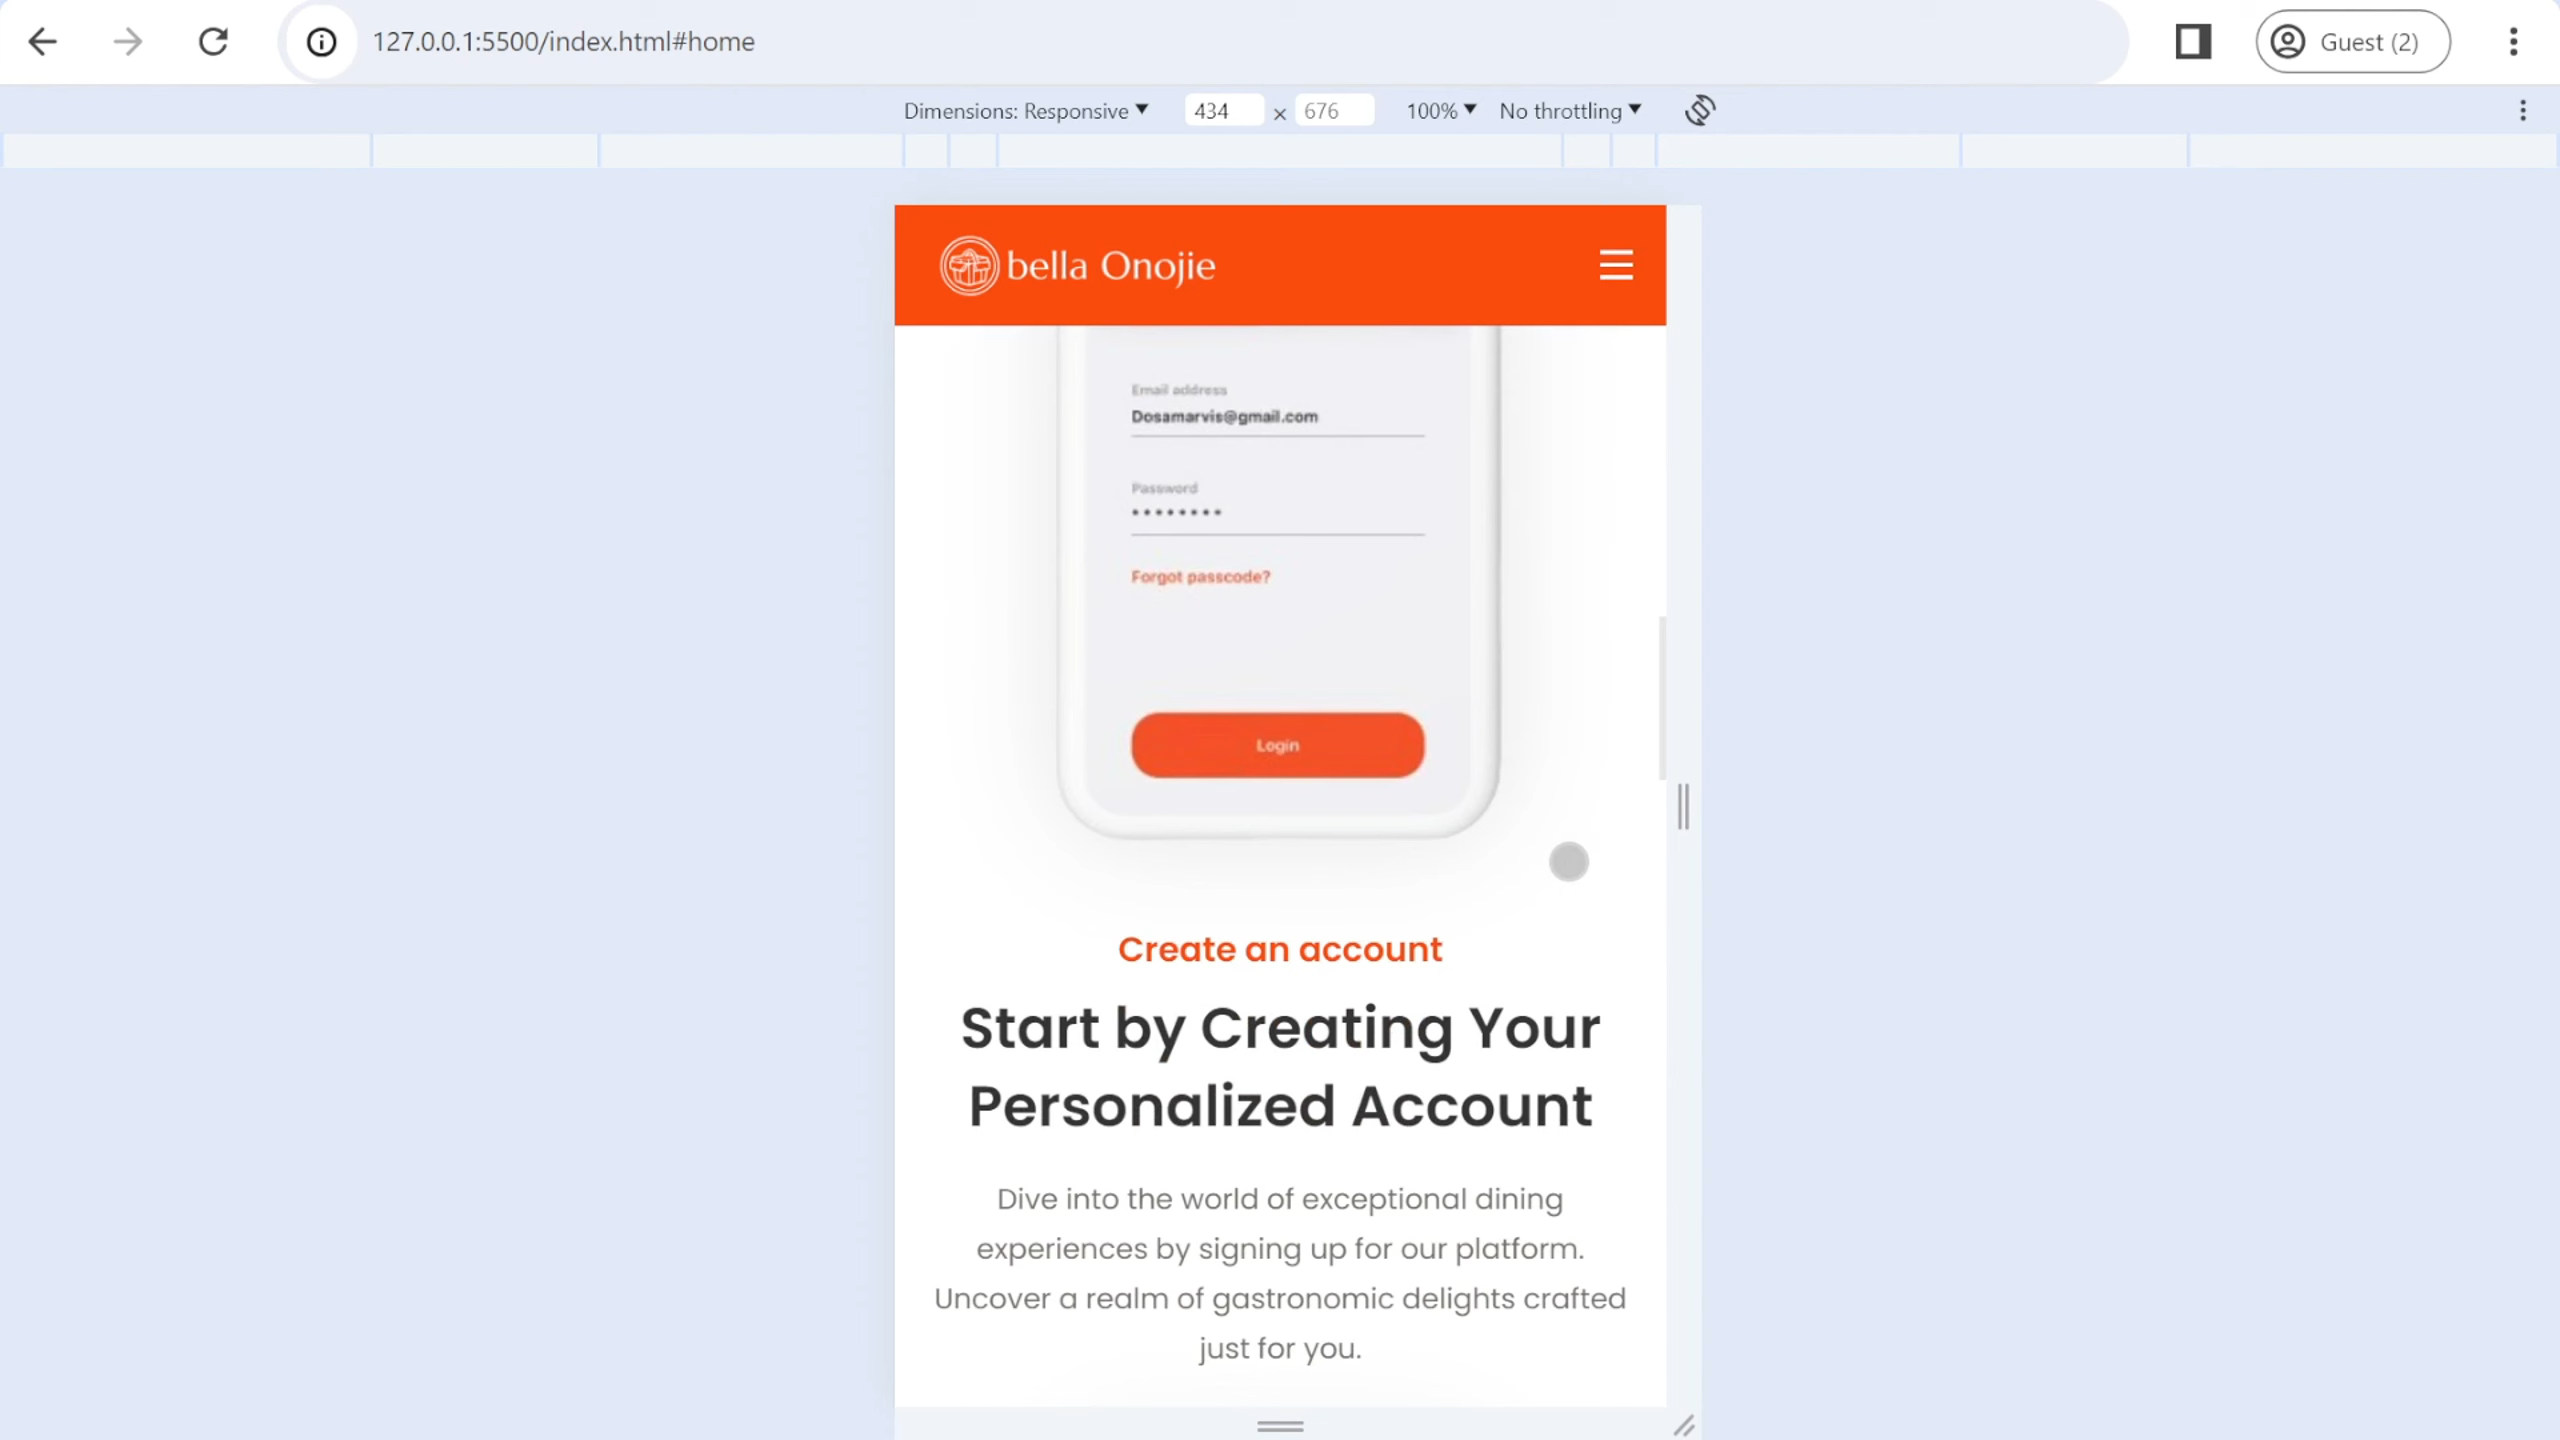 127.0.0.1:5500/index.html#home
Guest (2)
Dimensions: Responsive
434 × 676
100%
No throttling
bella Onojie
Email address
Dosamarvis@gmail.com
Password
Forgot passcode?
Login
Create an account
Start by Creating Your
Personalized Account
Dive into the world of exceptional dining
experiences by signing up for our platform.
Uncover a realm of gastronomic delights crafted
just for you.